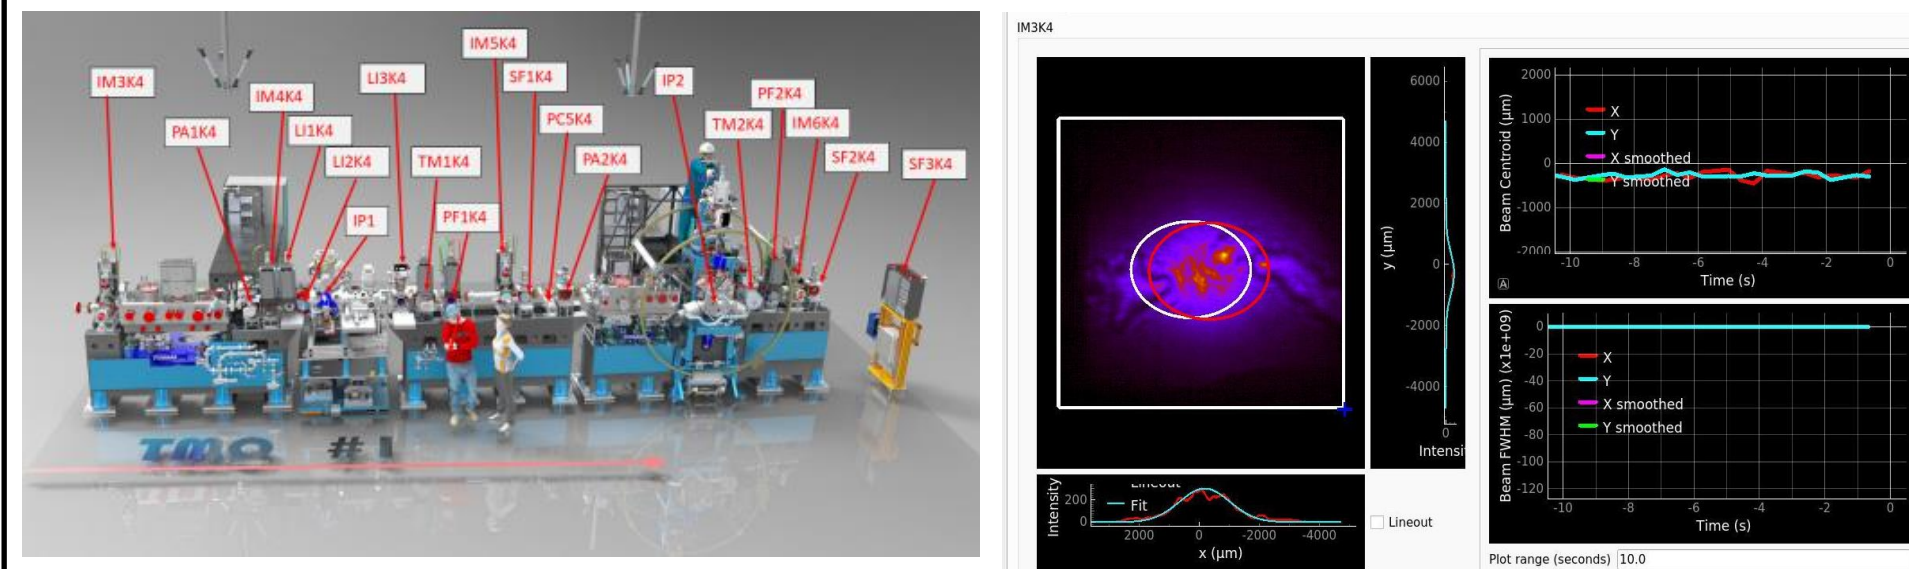 IM3K4
PA1K4
IM4K4
LI1K4
LI2K4
IP1
LI3K4
TM1K4
PF1K4
IM5K4
SF1K4
PC5K4
PA2K4
IP2
TM2K4
PF2K4
IM6K4
SF2K4
SF3K4
TMO #1
IM3K4
6000
4000
2000
0
-2000
-4000
y (µm)
0
Intensi
Intensity
200
0
Lineout
Fit
2000 0 -2000 -4000
x (µm)
Lineout
Beam Centroid (µm)
2000
1000
0
-1000
-2000
X
Y
X smoothed
Y smoothed
-10 -8 -6 -4 -2 0
A
Time (s)
Beam FWHM (µm) (x1e+09)
0
-20
-40
-60
-80
-100
-120
X
Y
X smoothed
Y smoothed
-10 -8 -6 -4 -2 0
Time (s)
Plot range (seconds) 10.0